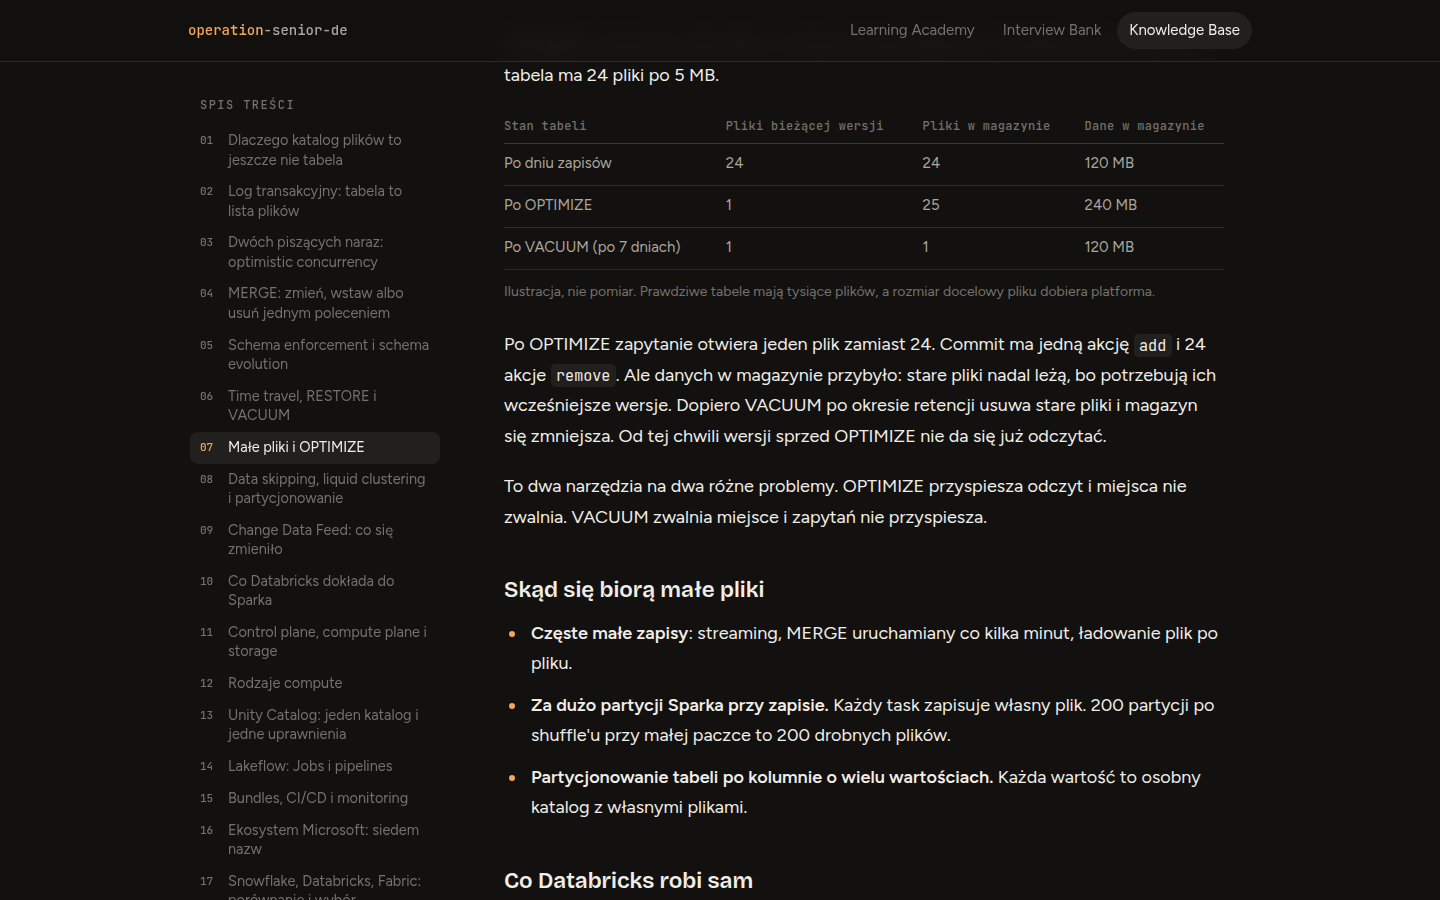 operation-senior-de
Learning Academy
Interview Bank
Knowledge Base
SPIS TREŚCI
01 Dlaczego katalog plików to
jeszcze nie tabela
02 Log transakcyjny: tabela to
lista plików
03 Dwóch piszących naraz:
optimistic concurrency
04 MERGE: zmień, wstaw albo
usuń jednym poleceniem
05 Schema enforcement i schema
evolution
06 Time travel, RESTORE i
VACUUM
07 Małe pliki i OPTIMIZE
08 Data skipping, liquid clustering
i partycjonowanie
09 Change Data Feed: co się
zmieniło
10 Co Databricks dokłada do
Sparka
11 Control plane, compute plane i
storage
12 Rodzaje compute
13 Unity Catalog: jeden katalog i
jedne uprawnienia
14 Lakeflow: Jobs i pipelines
15 Bundles, CI/CD i monitoring
16 Ekosystem Microsoft: siedem
nazw
17 Snowflake, Databricks, Fabric:
porównanie i wybór
tabela ma 24 pliki po 5 MB.
Stan tabeli Pliki bieżącej wersji Pliki w magazynie Dane w magazynie
Po dniu zapisów 24 24 120 MB
Po OPTIMIZE 1 25 240 MB
Po VACUUM (po 7 dniach) 1 1 120 MB
Ilustracja, nie pomiar. Prawdziwe tabele mają tysiące plików, a rozmiar docelowy pliku dobiera platforma.
Po OPTIMIZE zapytanie otwiera jeden plik zamiast 24. Commit ma jedną akcję add i 24
akcje remove. Ale danych w magazynie przybyło: stare pliki nadal leżą, bo potrzebują ich
wcześniejsze wersje. Dopiero VACUUM po okresie retencji usuwa stare pliki i magazyn
się zmniejsza. Od tej chwili wersji sprzed OPTIMIZE nie da się już odczytać.
To dwa narzędzia na dwa różne problemy. OPTIMIZE przyspiesza odczyt i miejsca nie
zwalnia. VACUUM zwalnia miejsce i zapytań nie przyspiesza.
Skąd się biorą małe pliki
Częste małe zapisy: streaming, MERGE uruchamiany co kilka minut, ładowanie plik po
pliku.
Za dużo partycji Sparka przy zapisie. Każdy task zapisuje własny plik. 200 partycji po
shuffle'u przy małej paczce to 200 drobnych plików.
Partycjonowanie tabeli po kolumnie o wielu wartościach. Każda wartość to osobny
katalog z własnymi plikami.
Co Databricks robi sam